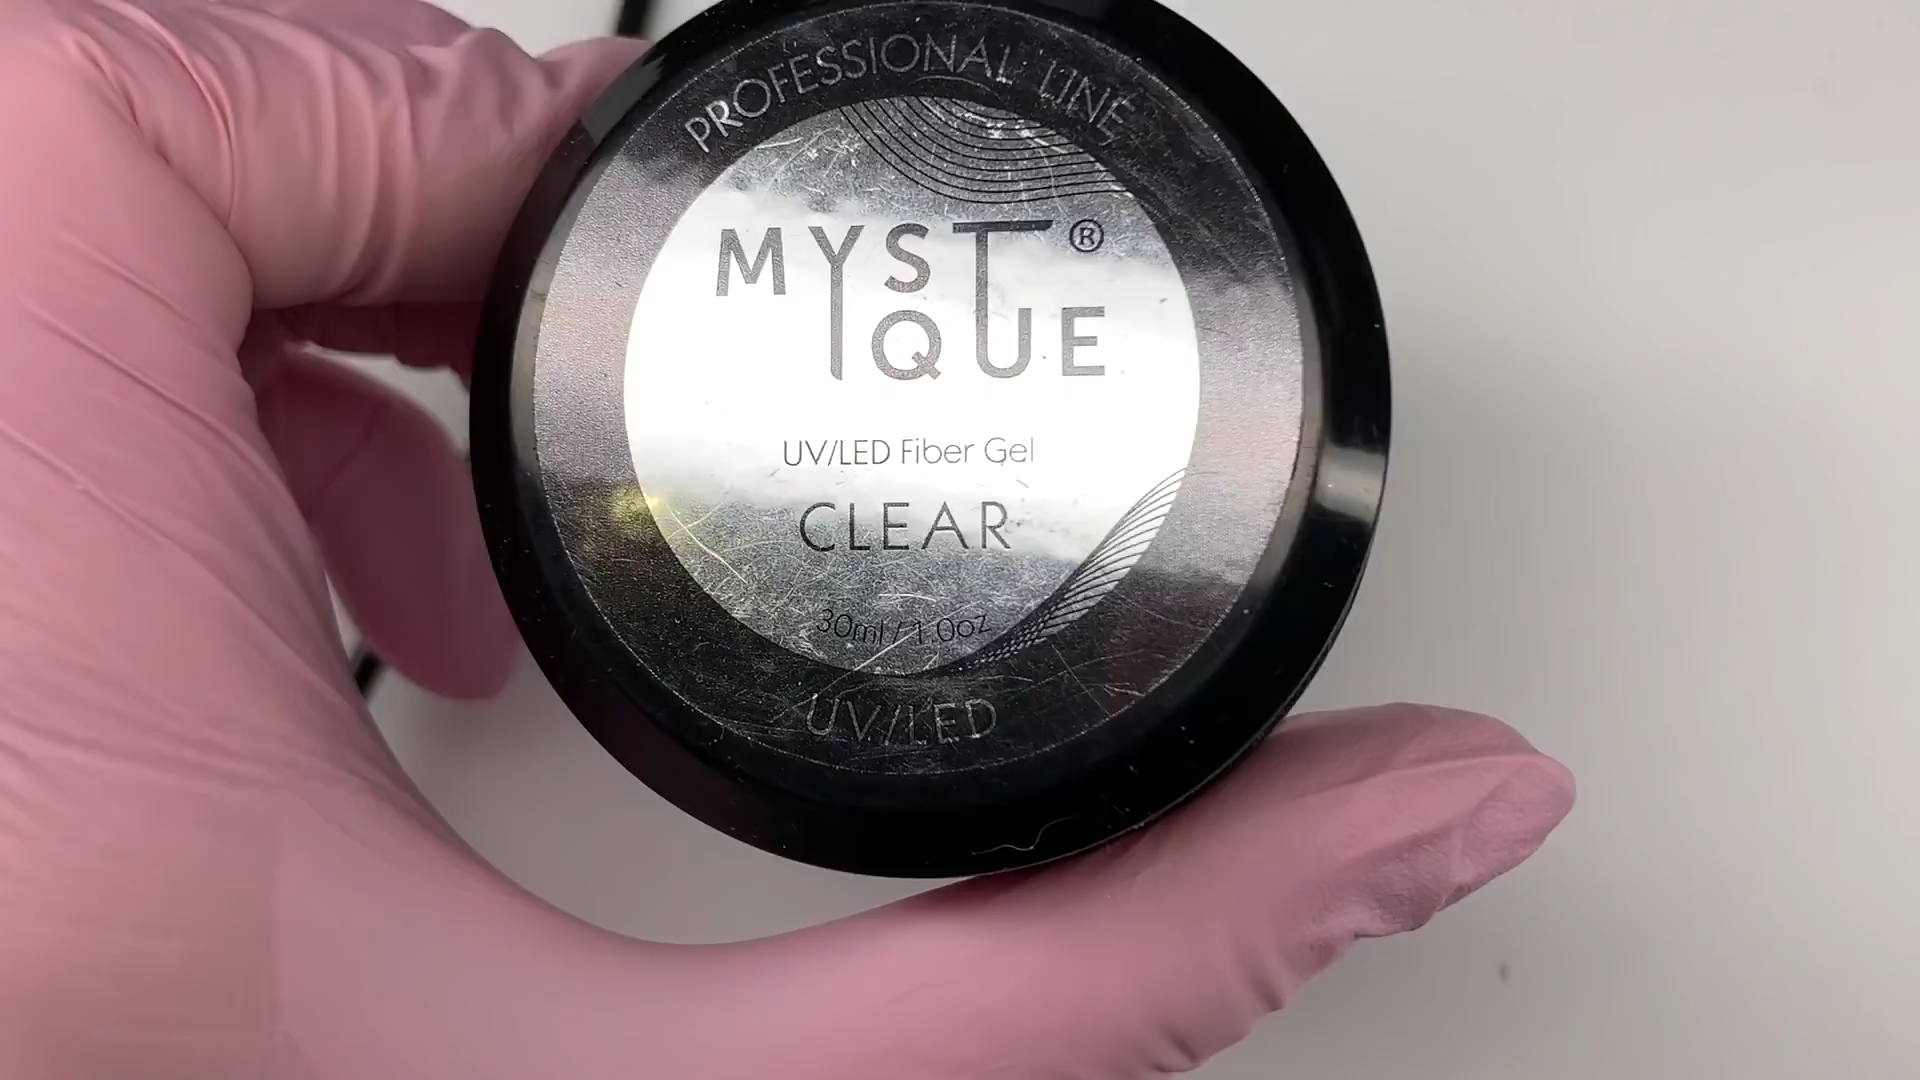 PROFESSIONAL LINE
MYSTIQUE®
UV/LED Fiber Gel
CLEAR
30ml / 1.0oz
UV/LED